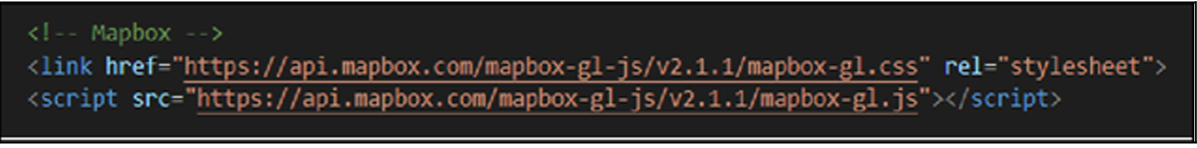 <!-- Mapbox -->
<link href="https://api.mapbox.com/mapbox-gl-js/v2.1.1/mapbox-gl.css" rel="stylesheet">
<script src="https://api.mapbox.com/mapbox-gl-js/v2.1.1/mapbox-gl.js"></script>